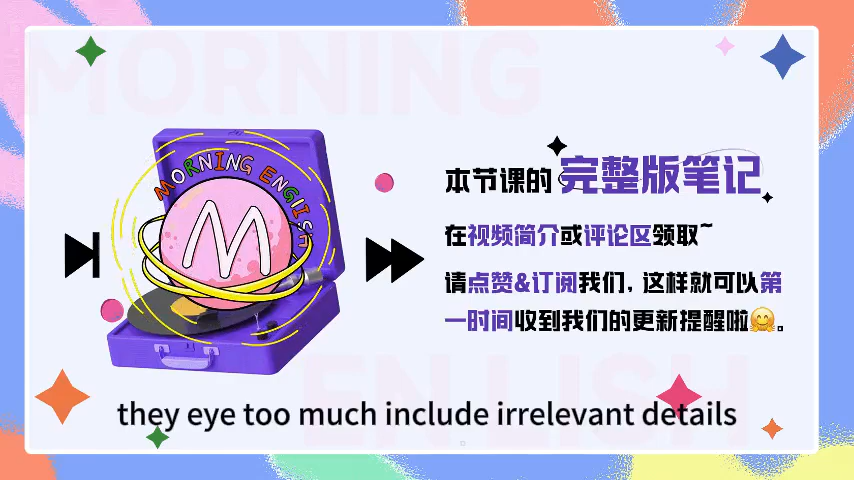 MORNING
MORNING ENGlISH
M
本节课的 完整版笔记
在视频简介或评论区领取~
请点赞&订阅我们，这样就可以第
一时间收到我们的更新提醒啦🤗。
ENLISH
they eye too much include irrelevant details